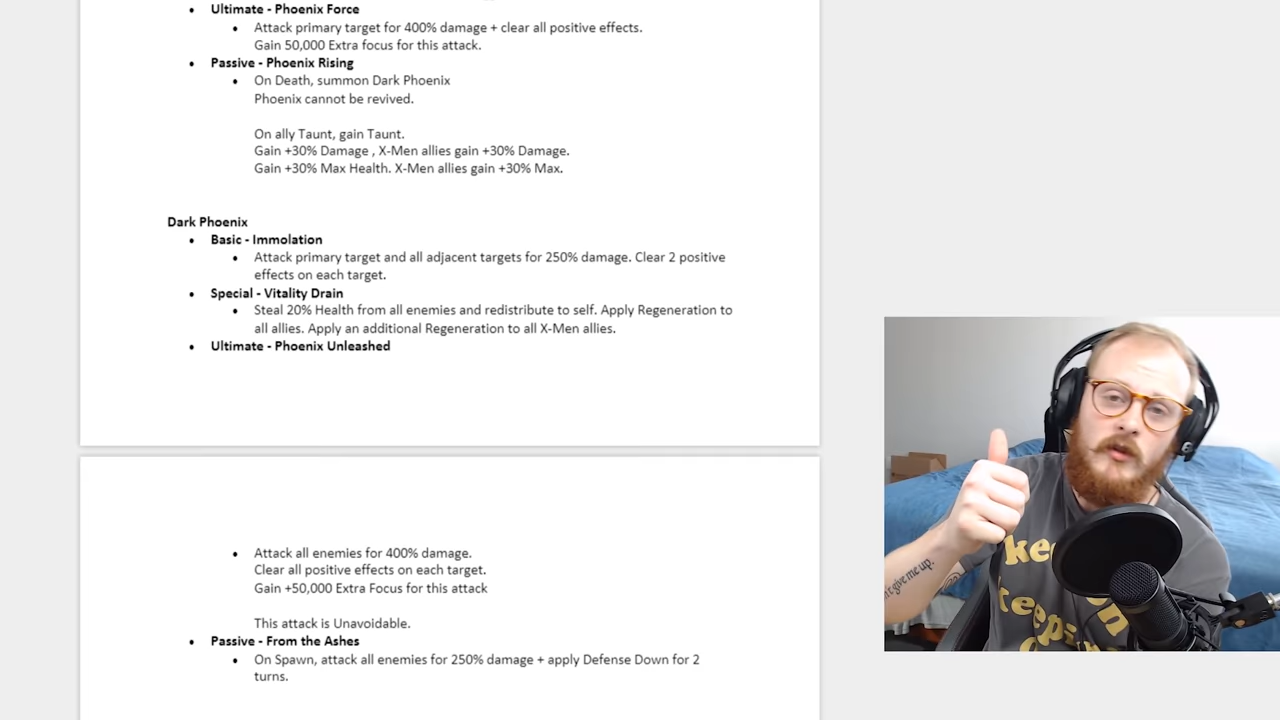 Ultimate - Phoenix Force
Attack primary target for 400% damage + clear all positive effects.
Gain 50,000 Extra focus for this attack.
Passive - Phoenix Rising
On Death, summon Dark Phoenix
Phoenix cannot be revived.
On ally Taunt, gain Taunt.
Gain +30% Damage , X-Men allies gain +30% Damage.
Gain +30% Max Health. X-Men allies gain +30% Max.
Dark Phoenix
Basic - Immolation
Attack primary target and all adjacent targets for 250% damage. Clear 2 positive
effects on each target.
Special - Vitality Drain
Steal 20% Health from all enemies and redistribute to self. Apply Regeneration to
all allies. Apply an additional Regeneration to all X-Men allies.
Ultimate - Phoenix Unleashed
Attack all enemies for 400% damage.
Clear all positive effects on each target.
Gain +50,000 Extra Focus for this attack
This attack is Unavoidable.
Passive - From the Ashes
On Spawn, attack all enemies for 250% damage + apply Defense Down for 2
turns.
give me up.